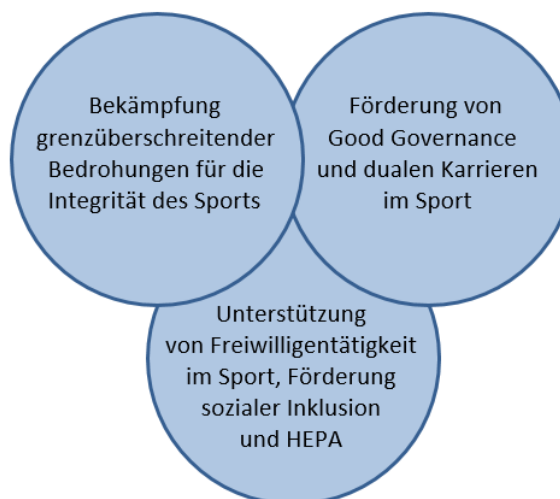 Bekämpfung
grenzüberschreitender
Bedrohungen für die
Integrität des Sports
Förderung von
Good Governance
und dualen Karrieren
im Sport
Unterstützung
von Freiwilligentätigkeit
im Sport, Förderung
sozialer Inklusion
und HEPA